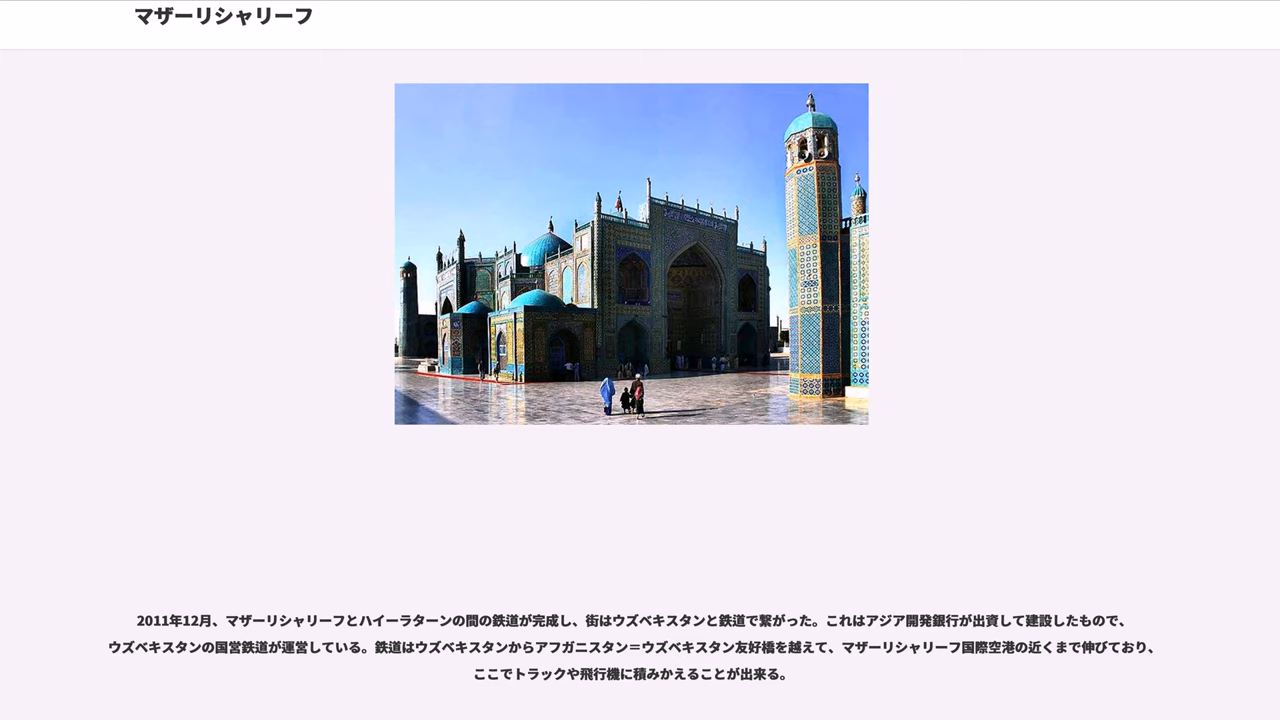 マザーリシャリーフ
2011年12月、マザーリシャリーフとハイーラターンの間の鉄道が完成し、街はウズベキスタンと鉄道で繋がった。これはアジア開発銀行が出資して建設したもので、
ウズベキスタンの国営鉄道が運営している。鉄道はウズベキスタンからアフガニスタン＝ウズベキスタン友好橋を越えて、マザーリシャリーフ国際空港の近くまで伸びており、
ここでトラックや飛行機に積みかえることが出来る。